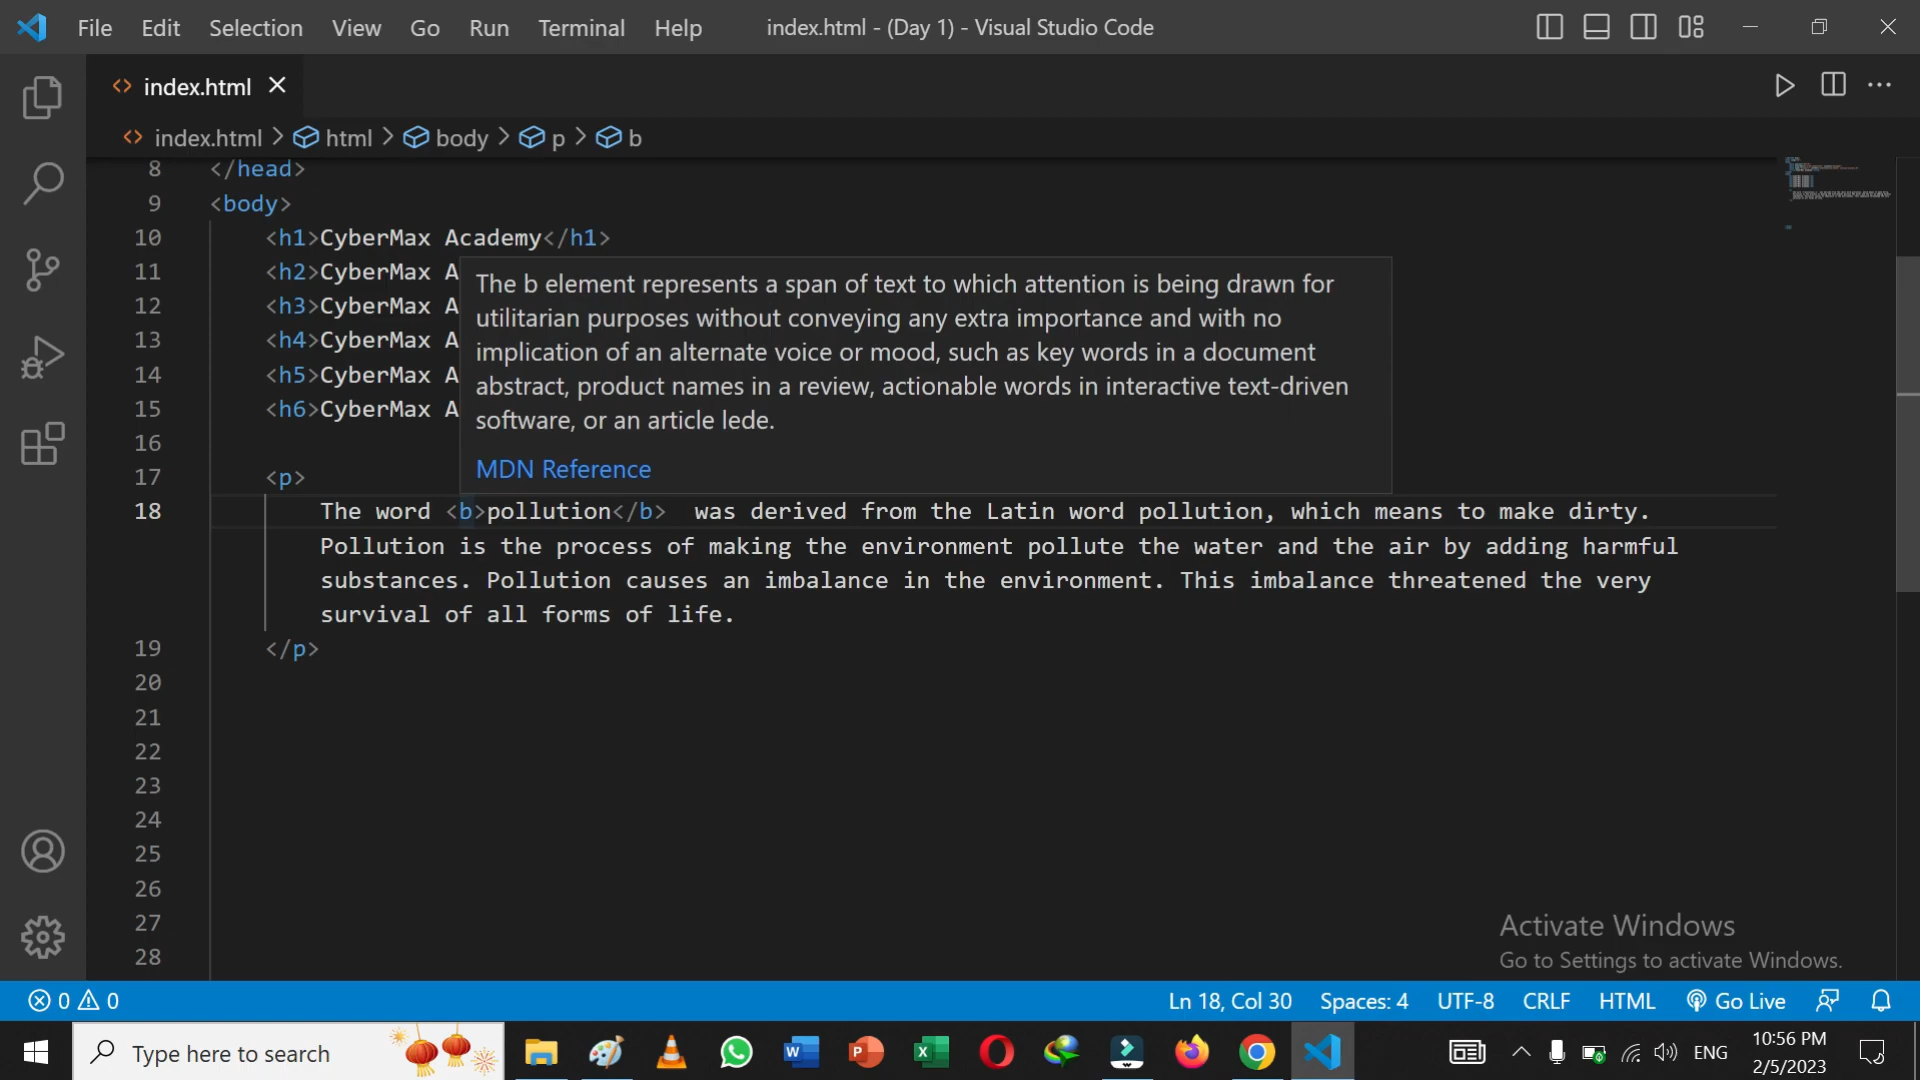 File Edit Selection View Go Run Terminal Help index.html - (Day 1) - Visual Studio Code
index.html
index.html > html > body > p > b
8 </head>
9 <body>
10 <h1>CyberMax Academy</h1>
11 <h2>CyberMax A
12 <h3>CyberMax A
13 <h4>CyberMax A
14 <h5>CyberMax A
15 <h6>CyberMax A
The b element represents a span of text to which attention is being drawn for
utilitarian purposes without conveying any extra importance and with no
implication of an alternate voice or mood, such as key words in a document
abstract, product names in a review, actionable words in interactive text-driven
software, or an article lede.
MDN Reference
16
17 <p>
18 The word <b>pollution</b>  was derived from the Latin word pollution, which means to make dirty.
Pollution is the process of making the environment pollute the water and the air by adding harmful
substances. Pollution causes an imbalance in the environment. This imbalance threatened the very
survival of all forms of life.
19 </p>
20
21
22
23
24
25
26
27
28
Activate Windows
Go to Settings to activate Windows.
0 0 Ln 18, Col 30 Spaces: 4 UTF-8 CRLF HTML Go Live
Type here to search ENG 10:56 PM
2/5/2023